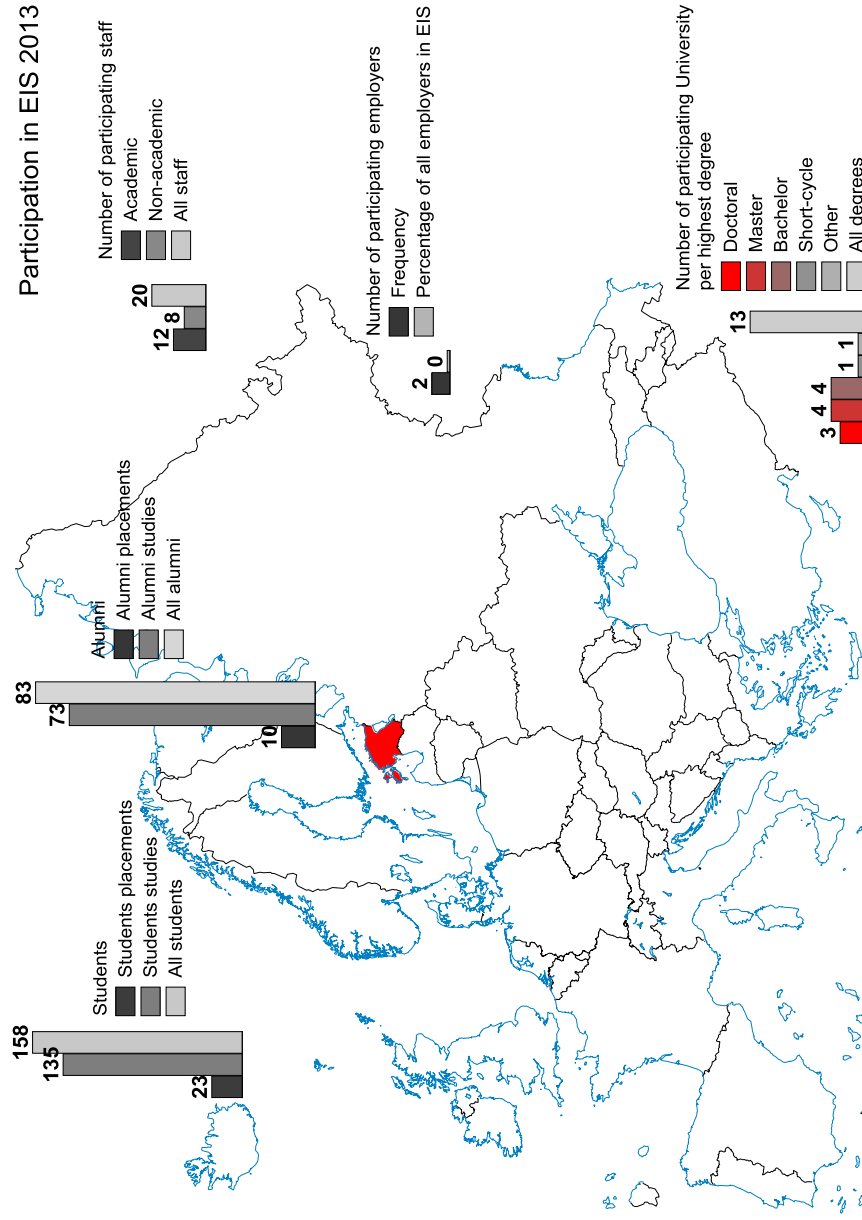 Participation in EIS 2013
Students
Students placements
Students studies
All students
23
135
158
Alumni
Alumni placements
Alumni studies
All alumni
10
73
83
Number of participating staff
Academic
Non-academic
All staff
12
8
20
Number of participating employers
Frequency
Percentage of all employers in EIS
2
0
Number of participating University
per highest degree
Doctoral
Master
Bachelor
Short-cycle
Other
All degrees
3
4
4
1
1
13